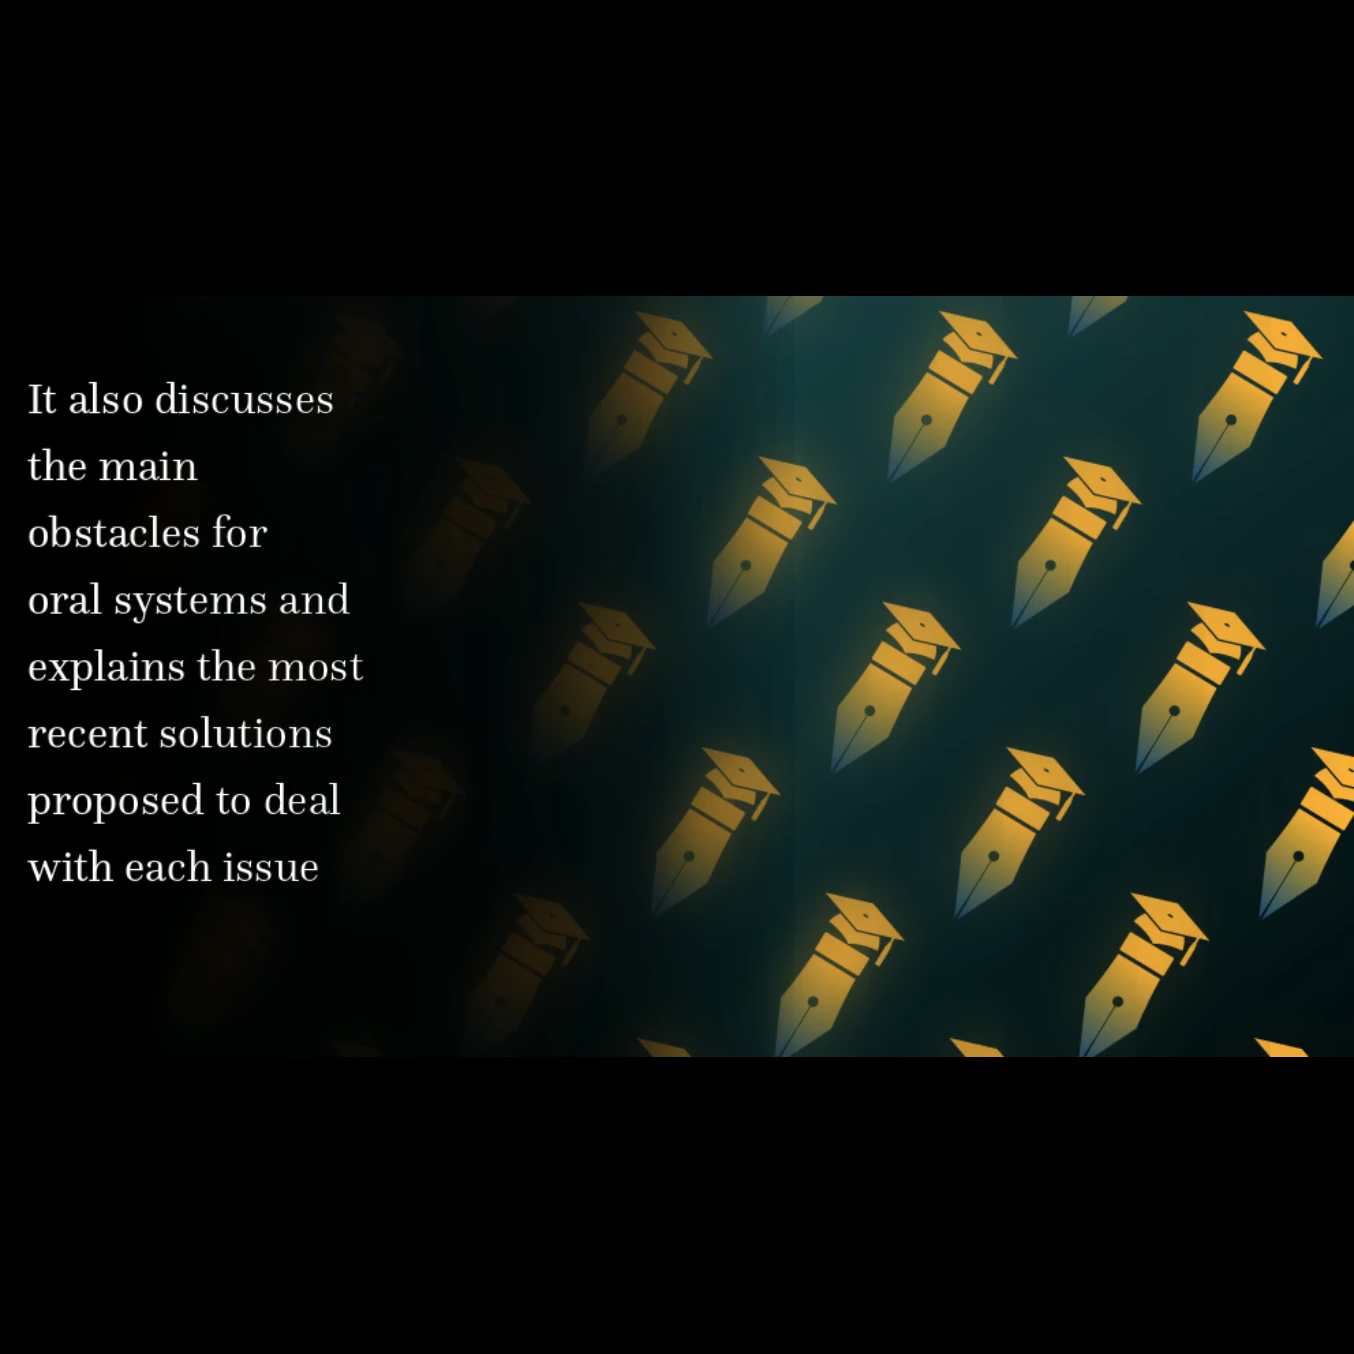 It also discusses
the main
obstacles for
oral systems and
explains the most
recent solutions
proposed to deal
with each issue